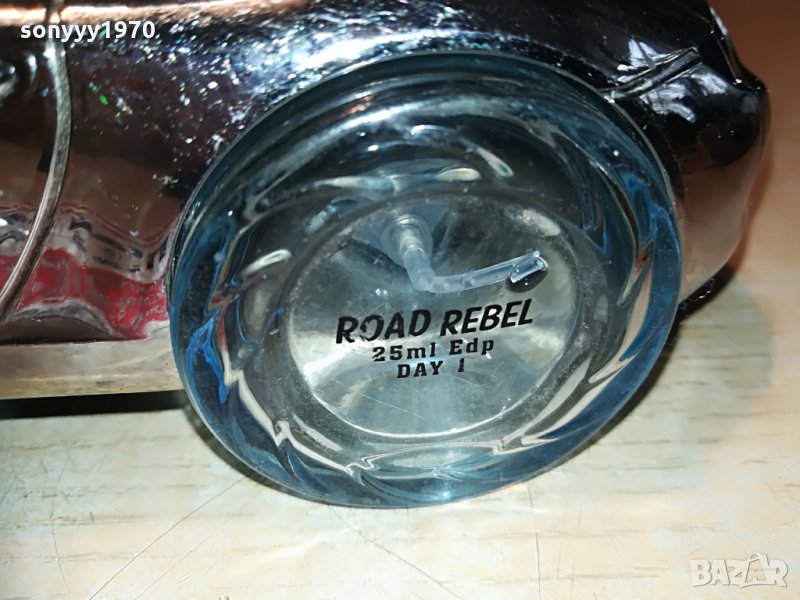 sonyyy1970
ROAD REBEL
25ml Edp
DAY 1
BAZAR